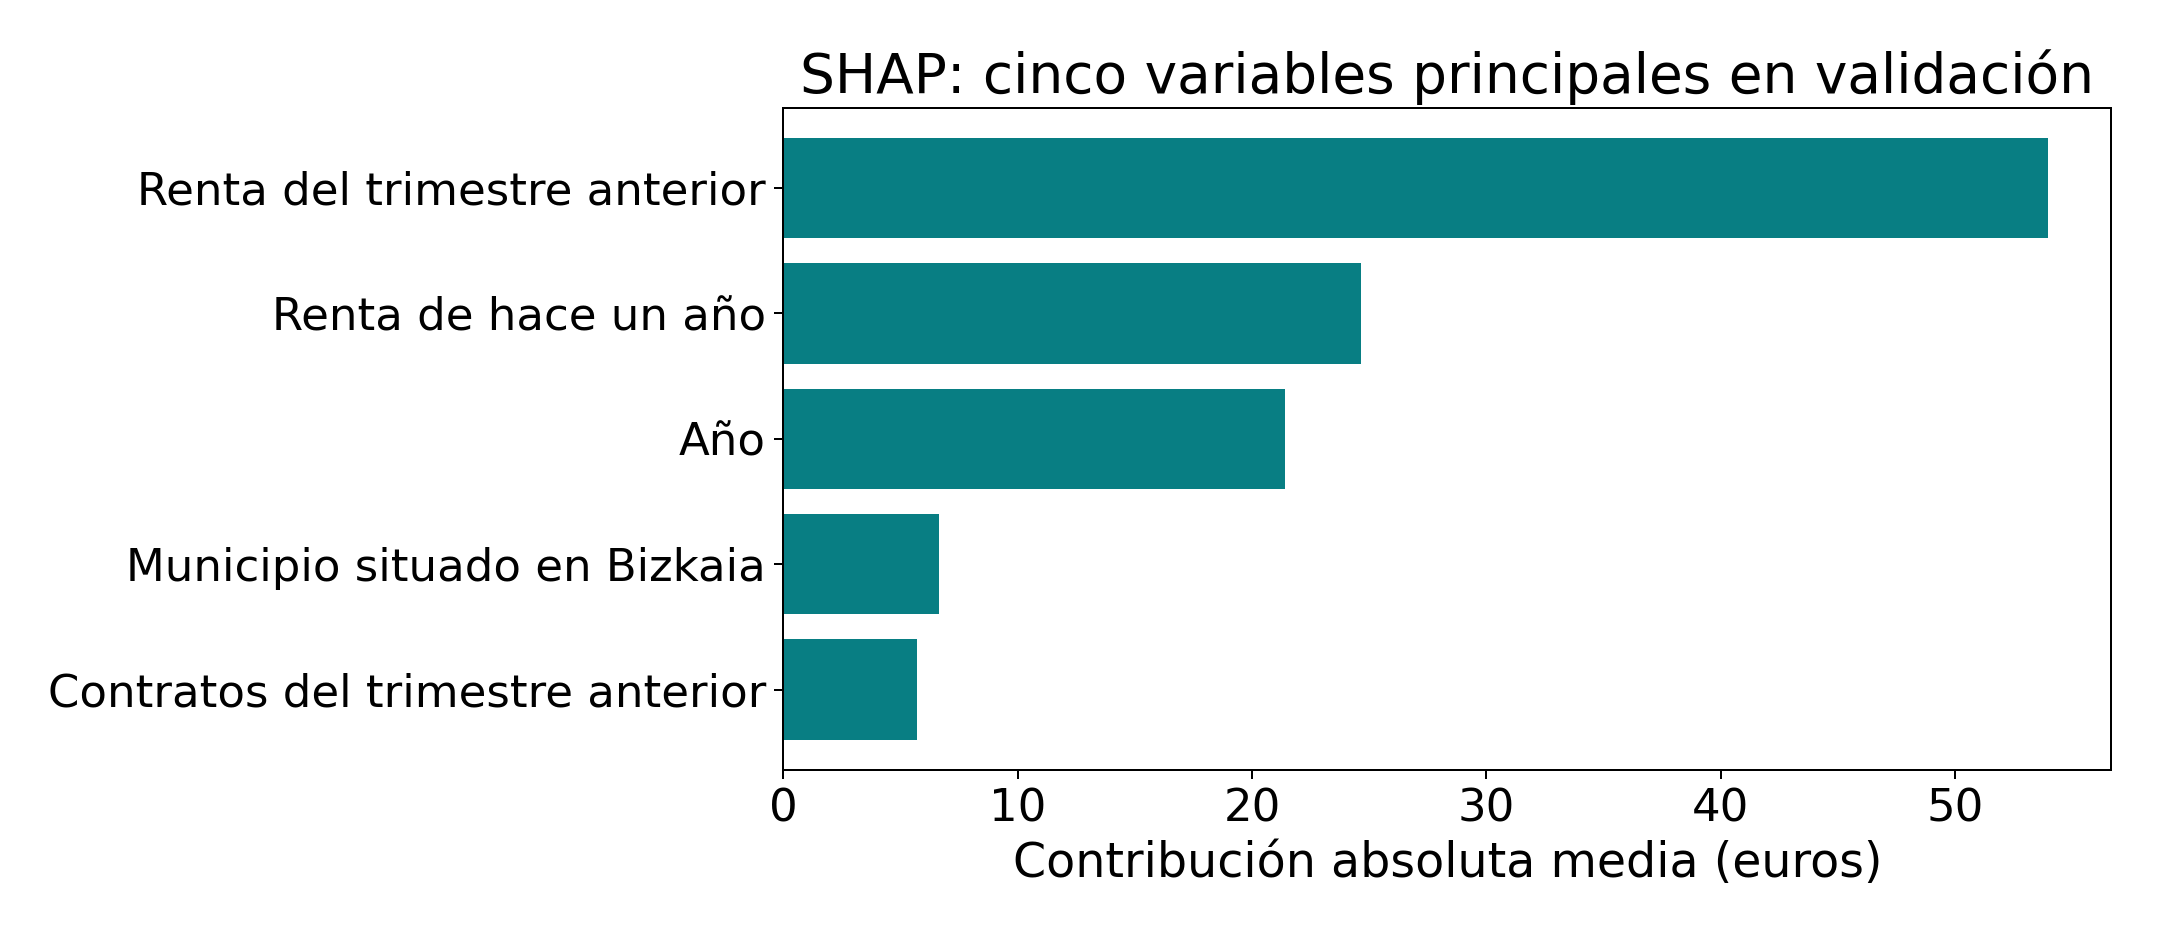 SHAP: cinco variables principales en validación
Renta del trimestre anterior
Renta de hace un año
Año
Municipio situado en Bizkaia
Contratos del trimestre anterior
0 10 20 30 40 50
Contribución absoluta media (euros)